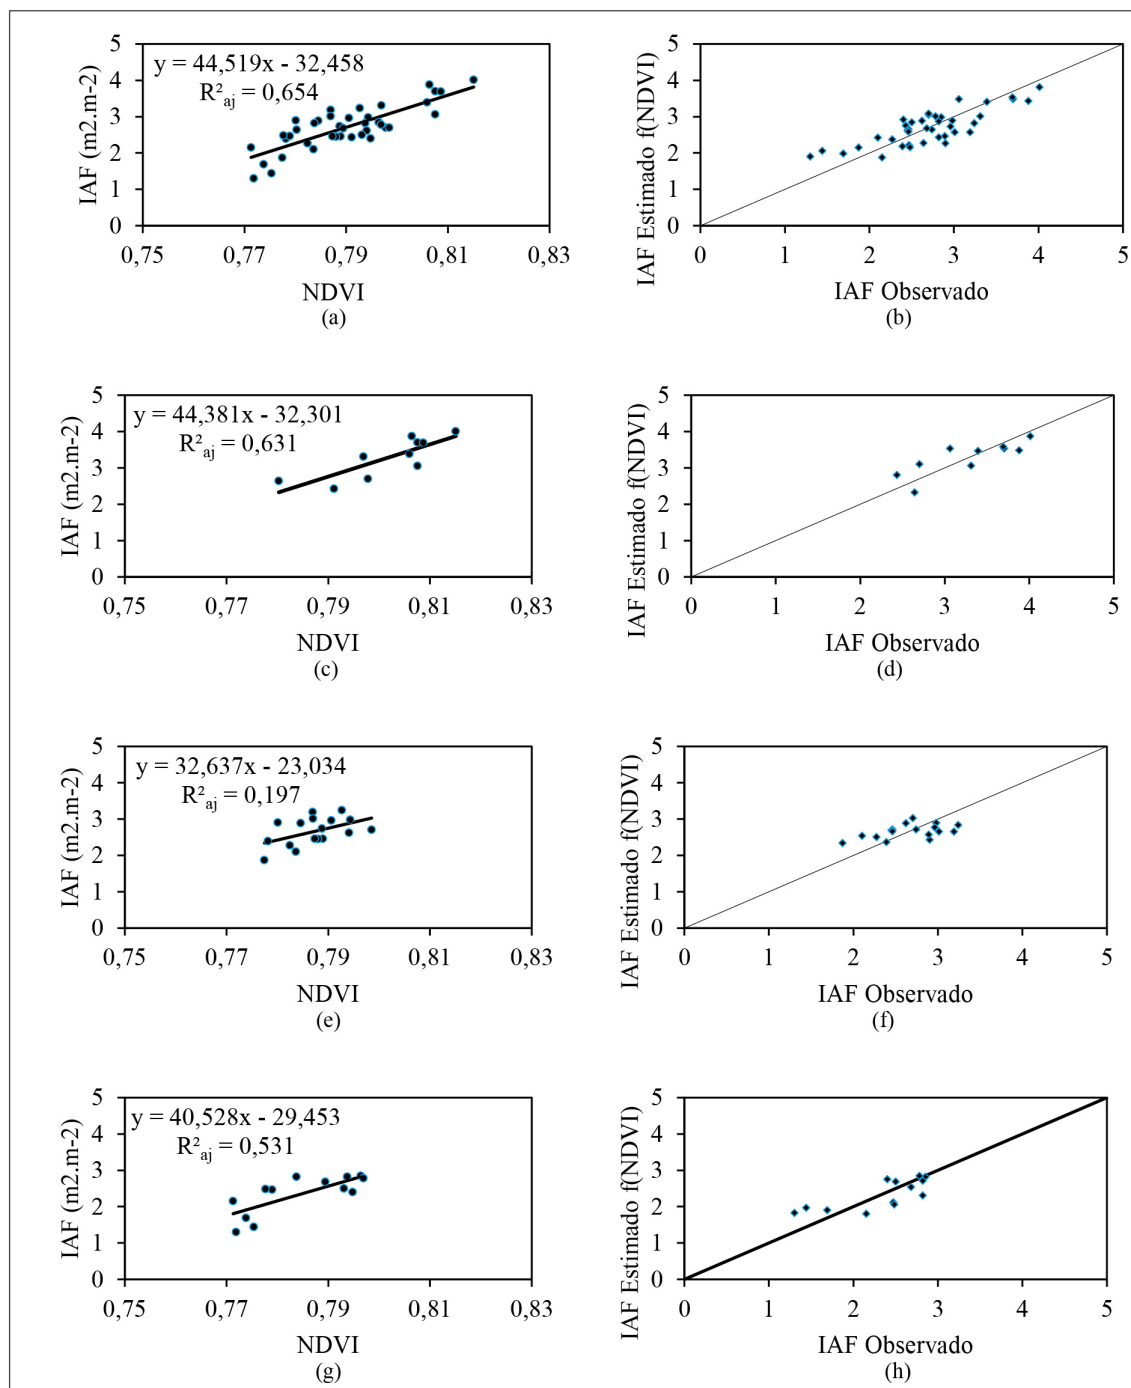 y = 44,519x - 32,458
R²aj = 0,654
IAF (m2.m-2)
5
4
3
2
1
0
0,75
0,77
0,79
0,81
0,83
NDVI
(a)
IAF Estimado f(NDVI)
5
4
3
2
1
0
0
1
2
3
4
5
IAF Observado
(b)
y = 44,381x - 32,301
R²aj = 0,631
IAF (m2.m-2)
5
4
3
2
1
0
0,75
0,77
0,79
0,81
0,83
NDVI
(c)
IAF Estimado f(NDVI)
5
4
3
2
1
0
0
1
2
3
4
5
IAF Observado
(d)
y = 32,637x - 23,034
R²aj = 0,197
IAF (m2.m-2)
5
4
3
2
1
0
0,75
0,77
0,79
0,81
0,83
NDVI
(e)
IAF Estimado f(NDVI)
5
4
3
2
1
0
0
1
2
3
4
5
IAF Observado
(f)
y = 40,528x - 29,453
R²aj = 0,531
IAF (m2.m-2)
5
4
3
2
1
0
0,75
0,77
0,79
0,81
0,83
NDVI
(g)
IAF Estimado f(NDVI)
5
4
3
2
1
0
0
1
2
3
4
5
IAF Observado
(h)